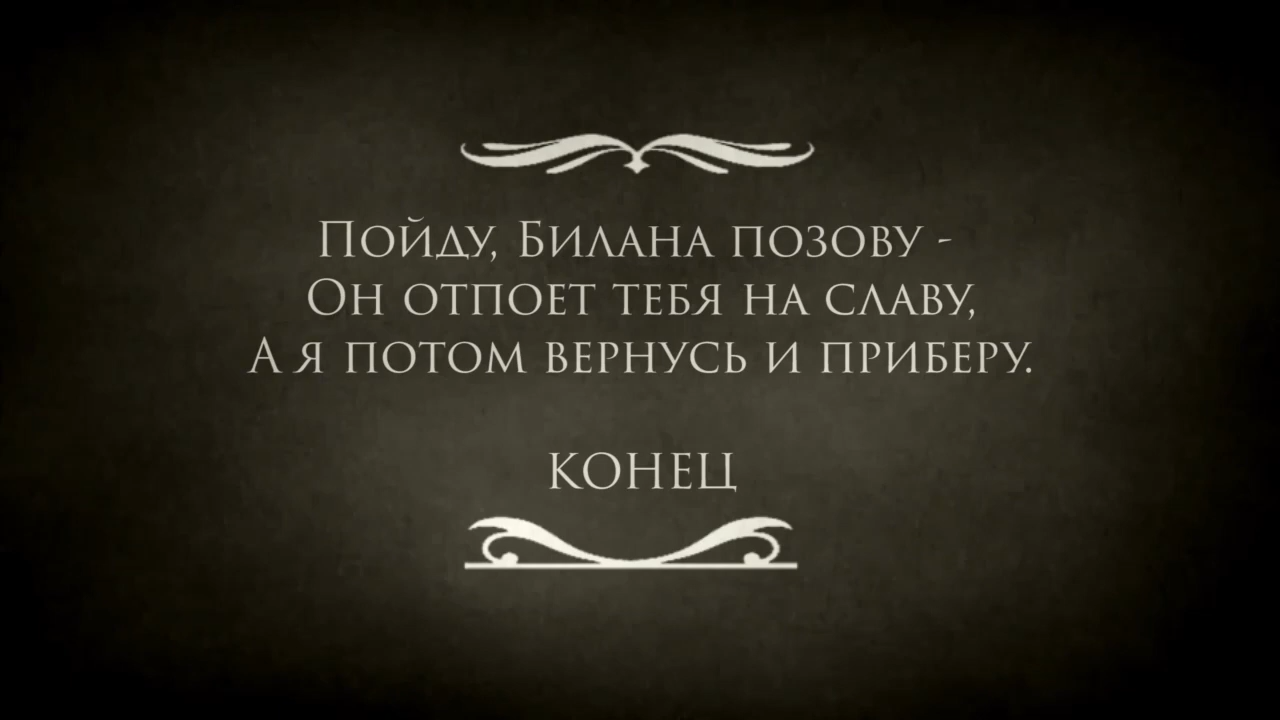 Пойду, Билана позову -
Он отпоет тебя на славу,
А я потом вернусь и приберу.
КОНЕЦ